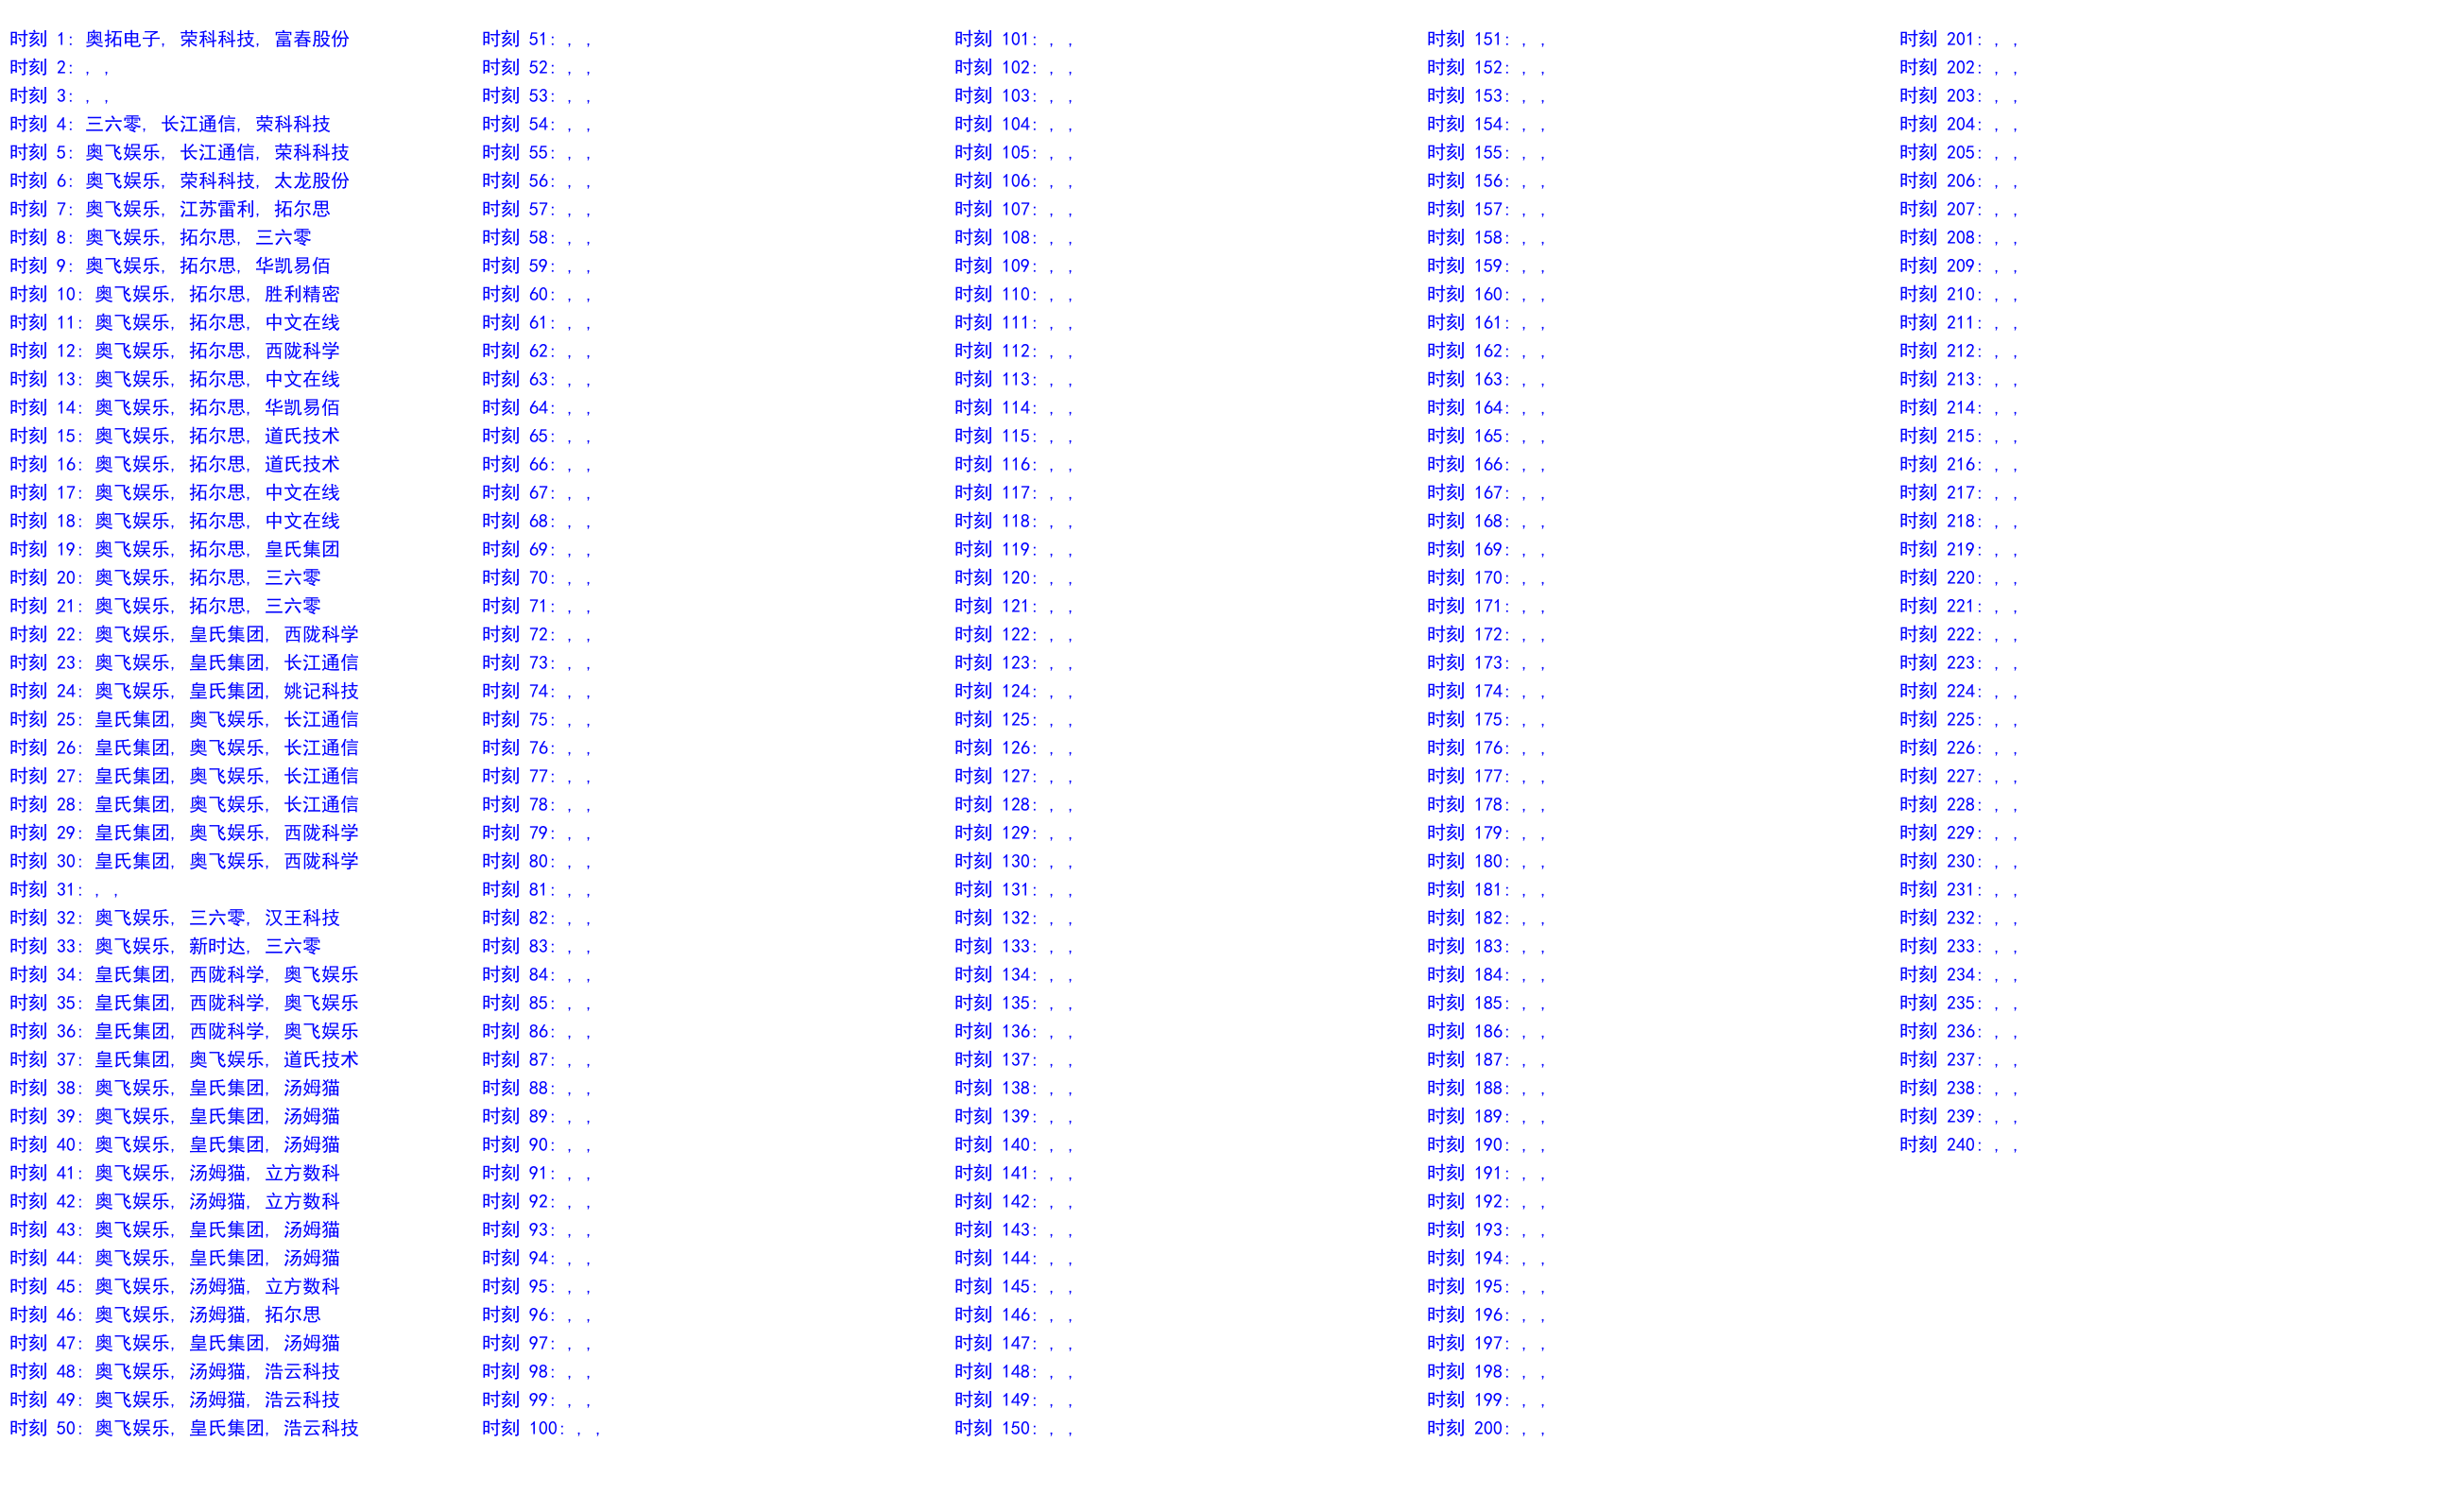 时刻 1: 奥拓电子, 荣科科技, 富春股份
时刻 2: , ,
时刻 3: , ,
时刻 4: 三六零, 长江通信, 荣科科技
时刻 5: 奥飞娱乐, 长江通信, 荣科科技
时刻 6: 奥飞娱乐, 荣科科技, 太龙股份
时刻 7: 奥飞娱乐, 江苏雷利, 拓尔思
时刻 8: 奥飞娱乐, 拓尔思, 三六零
时刻 9: 奥飞娱乐, 拓尔思, 华凯易佰
时刻 10: 奥飞娱乐, 拓尔思, 胜利精密
时刻 11: 奥飞娱乐, 拓尔思, 中文在线
时刻 12: 奥飞娱乐, 拓尔思, 西陇科学
时刻 13: 奥飞娱乐, 拓尔思, 中文在线
时刻 14: 奥飞娱乐, 拓尔思, 华凯易佰
时刻 15: 奥飞娱乐, 拓尔思, 道氏技术
时刻 16: 奥飞娱乐, 拓尔思, 道氏技术
时刻 17: 奥飞娱乐, 拓尔思, 中文在线
时刻 18: 奥飞娱乐, 拓尔思, 中文在线
时刻 19: 奥飞娱乐, 拓尔思, 皇氏集团
时刻 20: 奥飞娱乐, 拓尔思, 三六零
时刻 21: 奥飞娱乐, 拓尔思, 三六零
时刻 22: 奥飞娱乐, 皇氏集团, 西陇科学
时刻 23: 奥飞娱乐, 皇氏集团, 长江通信
时刻 24: 奥飞娱乐, 皇氏集团, 姚记科技
时刻 25: 皇氏集团, 奥飞娱乐, 长江通信
时刻 26: 皇氏集团, 奥飞娱乐, 长江通信
时刻 27: 皇氏集团, 奥飞娱乐, 长江通信
时刻 28: 皇氏集团, 奥飞娱乐, 长江通信
时刻 29: 皇氏集团, 奥飞娱乐, 西陇科学
时刻 30: 皇氏集团, 奥飞娱乐, 西陇科学
时刻 31: , ,
时刻 32: 奥飞娱乐, 三六零, 汉王科技
时刻 33: 奥飞娱乐, 新时达, 三六零
时刻 34: 皇氏集团, 西陇科学, 奥飞娱乐
时刻 35: 皇氏集团, 西陇科学, 奥飞娱乐
时刻 36: 皇氏集团, 西陇科学, 奥飞娱乐
时刻 37: 皇氏集团, 奥飞娱乐, 道氏技术
时刻 38: 奥飞娱乐, 皇氏集团, 汤姆猫
时刻 39: 奥飞娱乐, 皇氏集团, 汤姆猫
时刻 40: 奥飞娱乐, 皇氏集团, 汤姆猫
时刻 41: 奥飞娱乐, 汤姆猫, 立方数科
时刻 42: 奥飞娱乐, 汤姆猫, 立方数科
时刻 43: 奥飞娱乐, 皇氏集团, 汤姆猫
时刻 44: 奥飞娱乐, 皇氏集团, 汤姆猫
时刻 45: 奥飞娱乐, 汤姆猫, 立方数科
时刻 46: 奥飞娱乐, 汤姆猫, 拓尔思
时刻 47: 奥飞娱乐, 皇氏集团, 汤姆猫
时刻 48: 奥飞娱乐, 汤姆猫, 浩云科技
时刻 49: 奥飞娱乐, 汤姆猫, 浩云科技
时刻 50: 奥飞娱乐, 皇氏集团, 浩云科技
时刻 51: , ,
时刻 52: , ,
时刻 53: , ,
时刻 54: , ,
时刻 55: , ,
时刻 56: , ,
时刻 57: , ,
时刻 58: , ,
时刻 59: , ,
时刻 60: , ,
时刻 61: , ,
时刻 62: , ,
时刻 63: , ,
时刻 64: , ,
时刻 65: , ,
时刻 66: , ,
时刻 67: , ,
时刻 68: , ,
时刻 69: , ,
时刻 70: , ,
时刻 71: , ,
时刻 72: , ,
时刻 73: , ,
时刻 74: , ,
时刻 75: , ,
时刻 76: , ,
时刻 77: , ,
时刻 78: , ,
时刻 79: , ,
时刻 80: , ,
时刻 81: , ,
时刻 82: , ,
时刻 83: , ,
时刻 84: , ,
时刻 85: , ,
时刻 86: , ,
时刻 87: , ,
时刻 88: , ,
时刻 89: , ,
时刻 90: , ,
时刻 91: , ,
时刻 92: , ,
时刻 93: , ,
时刻 94: , ,
时刻 95: , ,
时刻 96: , ,
时刻 97: , ,
时刻 98: , ,
时刻 99: , ,
时刻 100: , ,
时刻 101: , ,
时刻 102: , ,
时刻 103: , ,
时刻 104: , ,
时刻 105: , ,
时刻 106: , ,
时刻 107: , ,
时刻 108: , ,
时刻 109: , ,
时刻 110: , ,
时刻 111: , ,
时刻 112: , ,
时刻 113: , ,
时刻 114: , ,
时刻 115: , ,
时刻 116: , ,
时刻 117: , ,
时刻 118: , ,
时刻 119: , ,
时刻 120: , ,
时刻 121: , ,
时刻 122: , ,
时刻 123: , ,
时刻 124: , ,
时刻 125: , ,
时刻 126: , ,
时刻 127: , ,
时刻 128: , ,
时刻 129: , ,
时刻 130: , ,
时刻 131: , ,
时刻 132: , ,
时刻 133: , ,
时刻 134: , ,
时刻 135: , ,
时刻 136: , ,
时刻 137: , ,
时刻 138: , ,
时刻 139: , ,
时刻 140: , ,
时刻 141: , ,
时刻 142: , ,
时刻 143: , ,
时刻 144: , ,
时刻 145: , ,
时刻 146: , ,
时刻 147: , ,
时刻 148: , ,
时刻 149: , ,
时刻 150: , ,
时刻 151: , ,
时刻 152: , ,
时刻 153: , ,
时刻 154: , ,
时刻 155: , ,
时刻 156: , ,
时刻 157: , ,
时刻 158: , ,
时刻 159: , ,
时刻 160: , ,
时刻 161: , ,
时刻 162: , ,
时刻 163: , ,
时刻 164: , ,
时刻 165: , ,
时刻 166: , ,
时刻 167: , ,
时刻 168: , ,
时刻 169: , ,
时刻 170: , ,
时刻 171: , ,
时刻 172: , ,
时刻 173: , ,
时刻 174: , ,
时刻 175: , ,
时刻 176: , ,
时刻 177: , ,
时刻 178: , ,
时刻 179: , ,
时刻 180: , ,
时刻 181: , ,
时刻 182: , ,
时刻 183: , ,
时刻 184: , ,
时刻 185: , ,
时刻 186: , ,
时刻 187: , ,
时刻 188: , ,
时刻 189: , ,
时刻 190: , ,
时刻 191: , ,
时刻 192: , ,
时刻 193: , ,
时刻 194: , ,
时刻 195: , ,
时刻 196: , ,
时刻 197: , ,
时刻 198: , ,
时刻 199: , ,
时刻 200: , ,
时刻 201: , ,
时刻 202: , ,
时刻 203: , ,
时刻 204: , ,
时刻 205: , ,
时刻 206: , ,
时刻 207: , ,
时刻 208: , ,
时刻 209: , ,
时刻 210: , ,
时刻 211: , ,
时刻 212: , ,
时刻 213: , ,
时刻 214: , ,
时刻 215: , ,
时刻 216: , ,
时刻 217: , ,
时刻 218: , ,
时刻 219: , ,
时刻 220: , ,
时刻 221: , ,
时刻 222: , ,
时刻 223: , ,
时刻 224: , ,
时刻 225: , ,
时刻 226: , ,
时刻 227: , ,
时刻 228: , ,
时刻 229: , ,
时刻 230: , ,
时刻 231: , ,
时刻 232: , ,
时刻 233: , ,
时刻 234: , ,
时刻 235: , ,
时刻 236: , ,
时刻 237: , ,
时刻 238: , ,
时刻 239: , ,
时刻 240: , ,